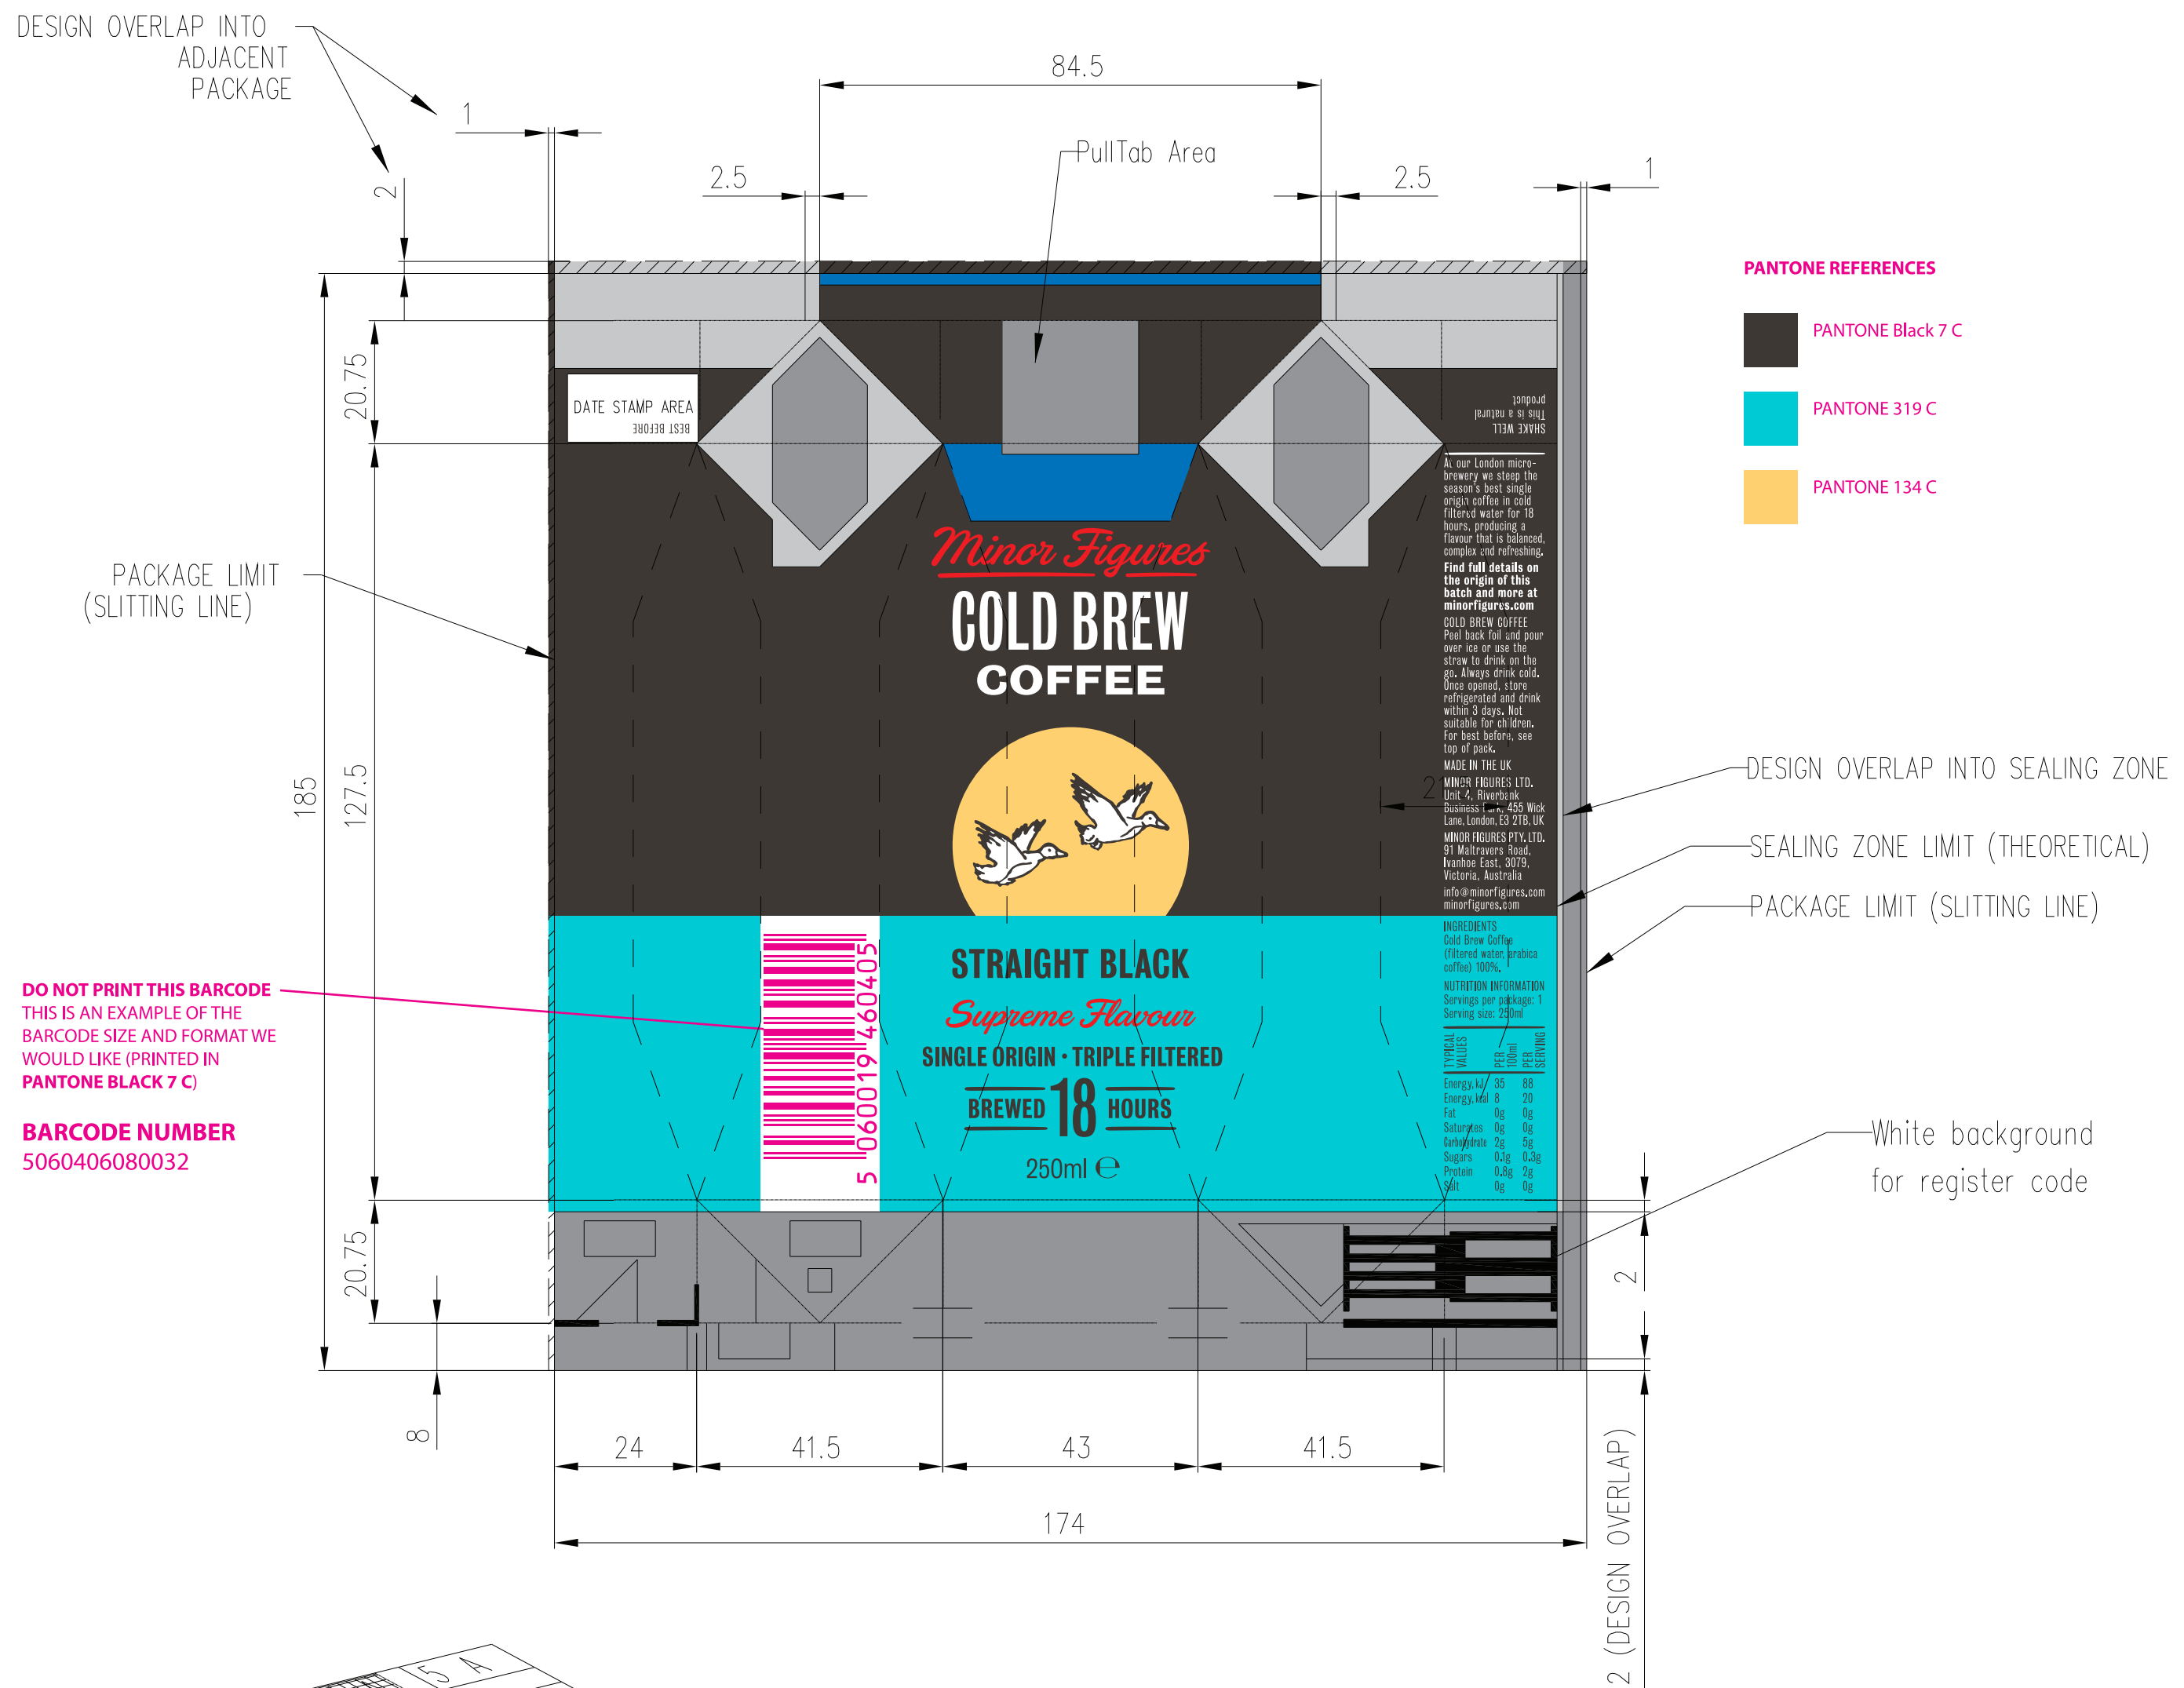 DESIGN OVERLAP INTO
ADJACENT
PACKAGE
84.5
1
PullTab Area
2.5
2.5
1
2
PANTONE REFERENCES
PANTONE Black 7 C
PANTONE 319 C
PANTONE 134 C
20.75
DATE STAMP AREA
BEST BEFORE
SHAKE WELL
This is a natural
product
185
127.5
PACKAGE LIMIT
(SLITTING LINE)
Minor Figures
COLD BREW
COFFEE
At our London micro-
brewery we steep the
season's best single
origin coffee in cold
filtered water for 18
hours, producing a
flavour that is balanced,
complex and refreshing.
Find full details on
the origin of this
batch and more at
minorfigures.com
COLD BREW COFFEE
Peel back foil and pour
over ice or use the
straw to drink on the
go. Always drink cold.
Once opened, store
refrigerated and drink
within 3 days. Not
suitable for children.
For best before, see
top of pack.
MADE IN THE UK
MINOR FIGURES LTD.
Unit 4, Riverbank
Business Park, 455 Wick
Lane, London, E3 2TB, UK
MINOR FIGURES PTY. LTD.
91 Maltravers Road,
Ivanhoe East, 3079,
Victoria, Australia
info@minorfigures.com
minorfigures.com
DESIGN OVERLAP INTO SEALING ZONE
SEALING ZONE LIMIT (THEORETICAL)
PACKAGE LIMIT (SLITTING LINE)
INGREDIENTS
Cold Brew Coffee
(filtered water, arabica
coffee) 100%.
NUTRITION INFORMATION
Servings per package: 1
Serving size: 250ml
TYPICAL VALUES PER 100ml PER SERVING
Energy, kJ 35 88
Energy, kcal 8 20
Fat 0g 0g
Saturates 0g 0g
Carbohydrate 2g 5g
Sugars 0.1g 0.3g
Protein 0.8g 2g
Salt 0g 0g
STRAIGHT BLACK
Supreme Flavour
SINGLE ORIGIN • TRIPLE FILTERED
BREWED 18 HOURS
250ml ℮
5 060019 460405
DO NOT PRINT THIS BARCODE
THIS IS AN EXAMPLE OF THE
BARCODE SIZE AND FORMAT WE
WOULD LIKE (PRINTED IN
PANTONE BLACK 7 C)
BARCODE NUMBER
5060406080032
White background
for register code
20.75
8
2
24
41.5
43
41.5
174
2 (DESIGN OVERLAP)
5 A